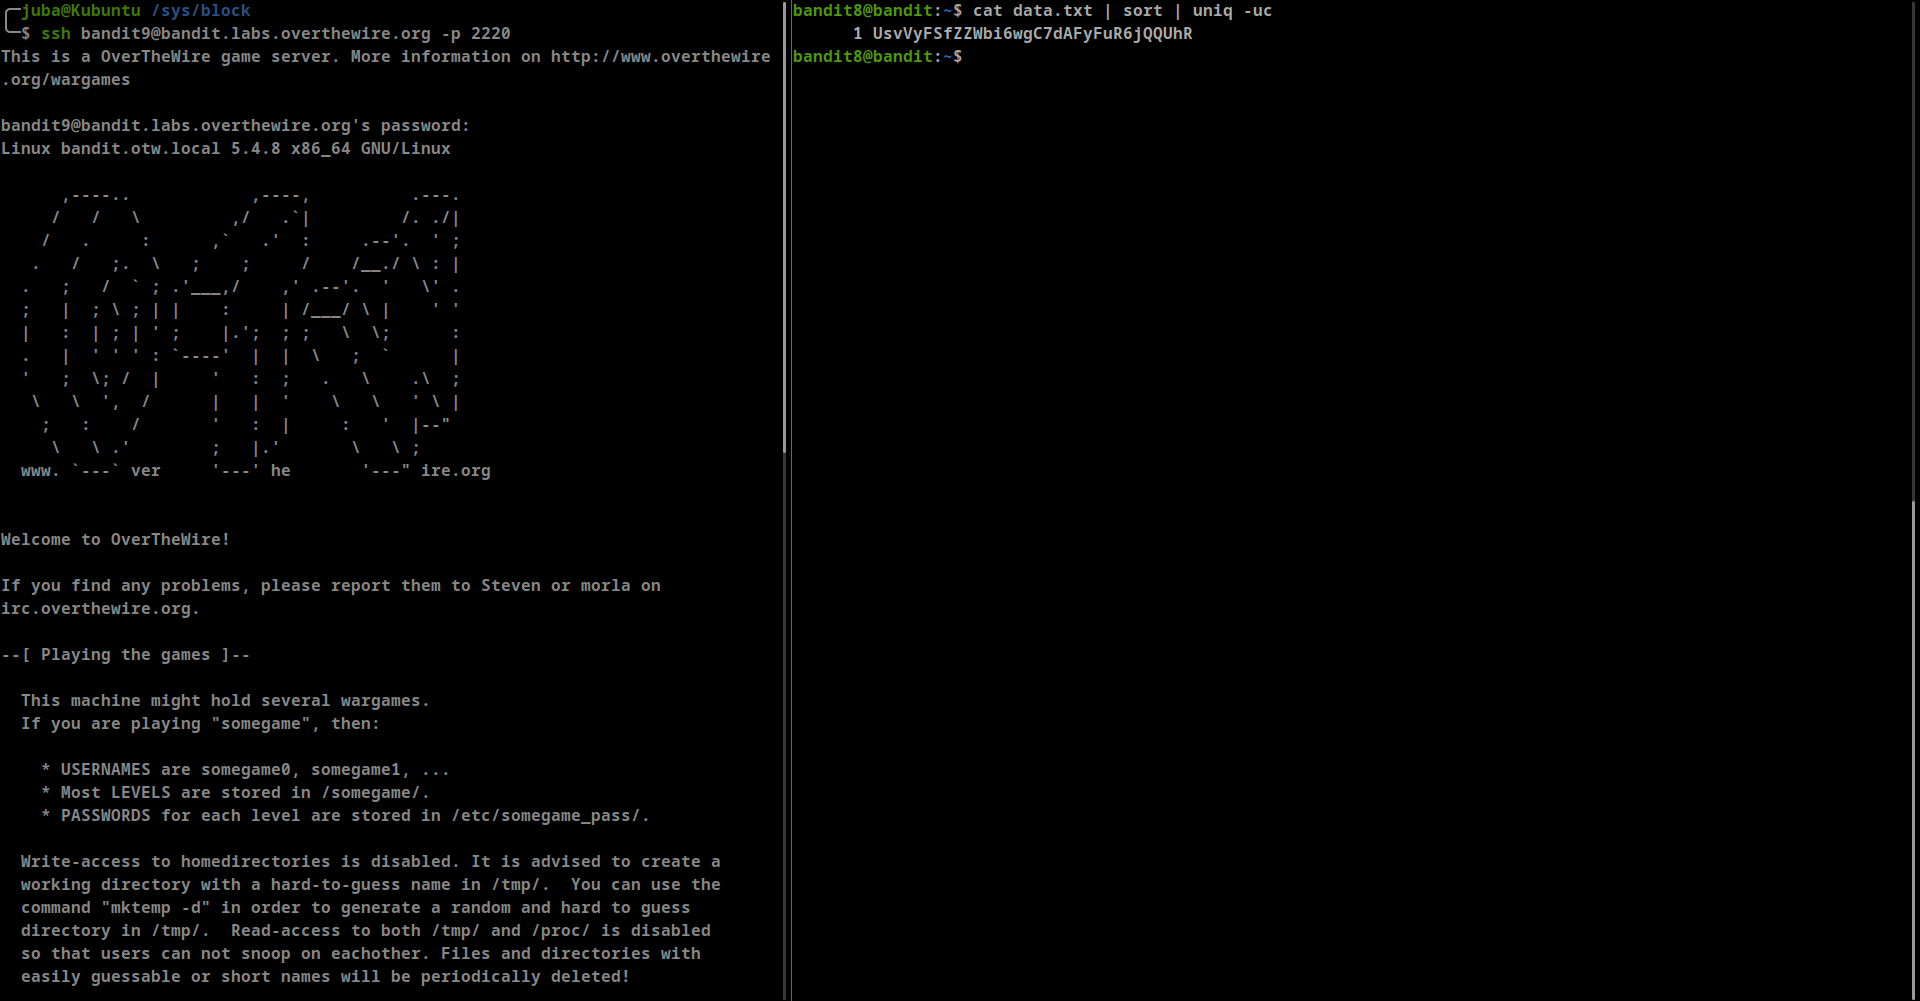 juba@Kubuntu /sys/block
$ ssh bandit9@bandit.labs.overthewire.org -p 2220
This is a OverTheWire game server. More information on http://www.overthewire
.org/wargames

bandit9@bandit.labs.overthewire.org's password:
Linux bandit.otw.local 5.4.8 x86_64 GNU/Linux

      ,----..            ,----,          .---.
     /   /   \         ,/   .`|         /. ./|
    /   .     :      ,`   .'  :     .--'.  ' ;
   .   /   ;.  \   ;    ;     /    /__./ \ : |
  .   ;   /  ` ; .'___,/    ,' .--'.  '   \' .
  ;   |  ; \ ; | |    :     | /___/ \ |    ' '
  |   :  | ; | ' ;    |.';  ; ;   \  \;      :
  .   |  ' ' ' : `----'  |  |  \   ;  `      |
  '   ;  \; /  |     '   :  ;   .   \    .\  ;
   \   \  ',  /      |   |  '    \   \   ' \ |
    ;   :    /       '   :  |     :   '  |--"
     \   \ .'        ;   |.'       \   \ ;
  www. `---` ver     '---' he       '---" ire.org

Welcome to OverTheWire!

If you find any problems, please report them to Steven or morla on
irc.overthewire.org.

--[ Playing the games ]--

  This machine might hold several wargames.
  If you are playing "somegame", then:

    * USERNAMES are somegame0, somegame1, ...
    * Most LEVELS are stored in /somegame/.
    * PASSWORDS for each level are stored in /etc/somegame_pass/.

  Write-access to homedirectories is disabled. It is advised to create a
  working directory with a hard-to-guess name in /tmp/.  You can use the
  command "mktemp -d" in order to generate a random and hard to guess
  directory in /tmp/.  Read-access to both /tmp/ and /proc/ is disabled
  so that users can not snoop on eachother. Files and directories with
  easily guessable or short names will be periodically deleted!
bandit8@bandit:~$ cat data.txt | sort | uniq -uc
      1 UsvVyFSfZZWbi6wgC7dAFyFuR6jQQUhR
bandit8@bandit:~$